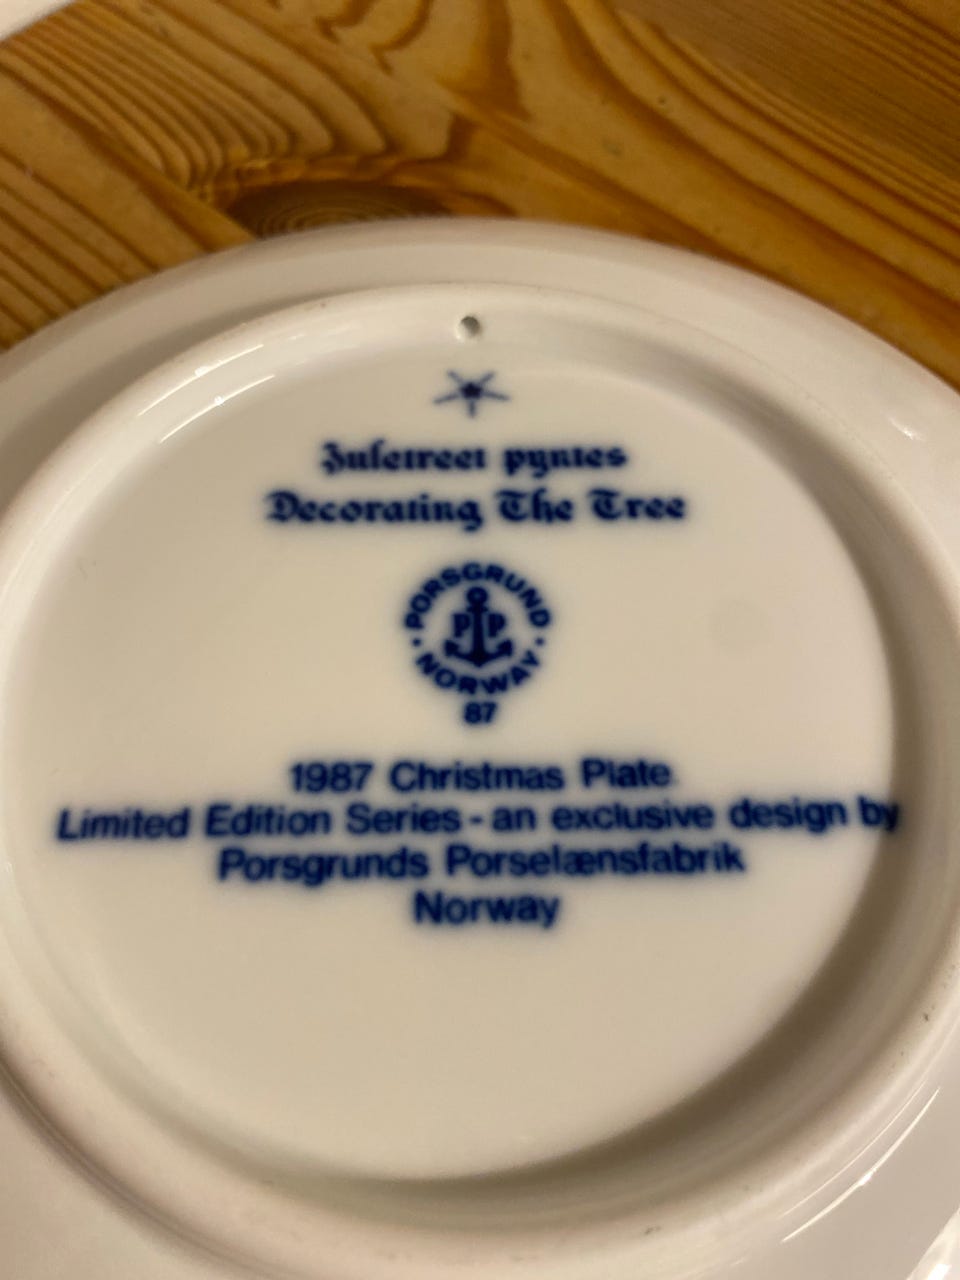 Juletreet pyntes
Decorating The Tree
PORSGRUND
P P
· NORWAY ·
87
1987 Christmas Plate
Limited Edition Series - an exclusive design by
Porsgrunds Porselænsfabrik
Norway